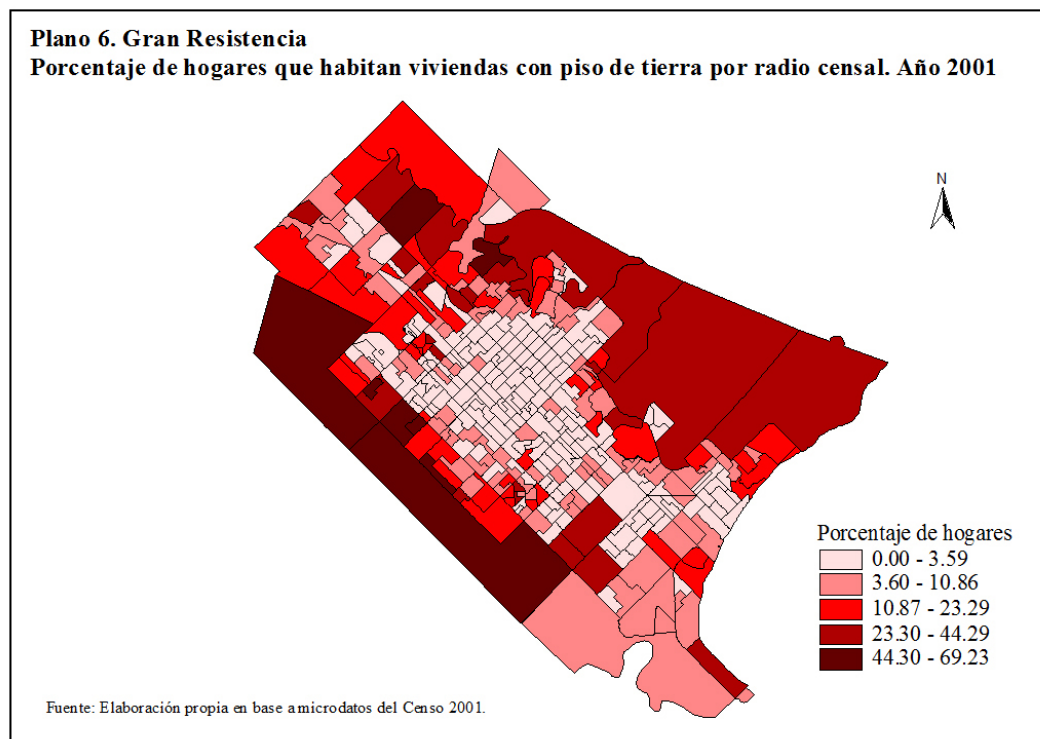 Plano 6. Gran Resistencia
Porcentaje de hogares que habitan viviendas con piso de tierra por radio censal. Año 2001
N
Porcentaje de hogares
0.00 - 3.59
3.60 - 10.86
10.87 - 23.29
23.30 - 44.29
44.30 - 69.23
Fuente: Elaboración propia en base a microdatos del Censo 2001.